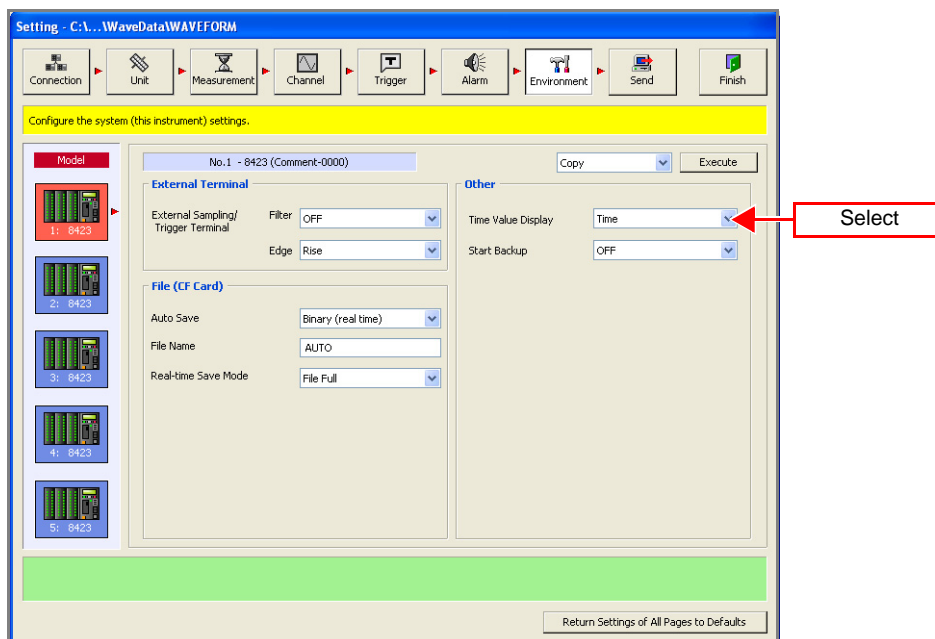 Setting - C:\...\WaveData\WAVEFORM
Connection
Unit
Measurement
Channel
Trigger
Alarm
Environment
Send
Finish
Configure the system (this instrument) settings.
Model
No.1 - 8423 (Comment-0000)
Copy
Execute
1: 8423
2: 8423
3: 8423
4: 8423
5: 8423
External Terminal
External Sampling/
Trigger Terminal
Filter
OFF
Edge
Rise
File (CF Card)
Auto Save
Binary (real time)
File Name
AUTO
Real-time Save Mode
File Full
Other
Time Value Display
Time
Start Backup
OFF
Select
Return Settings of All Pages to Defaults